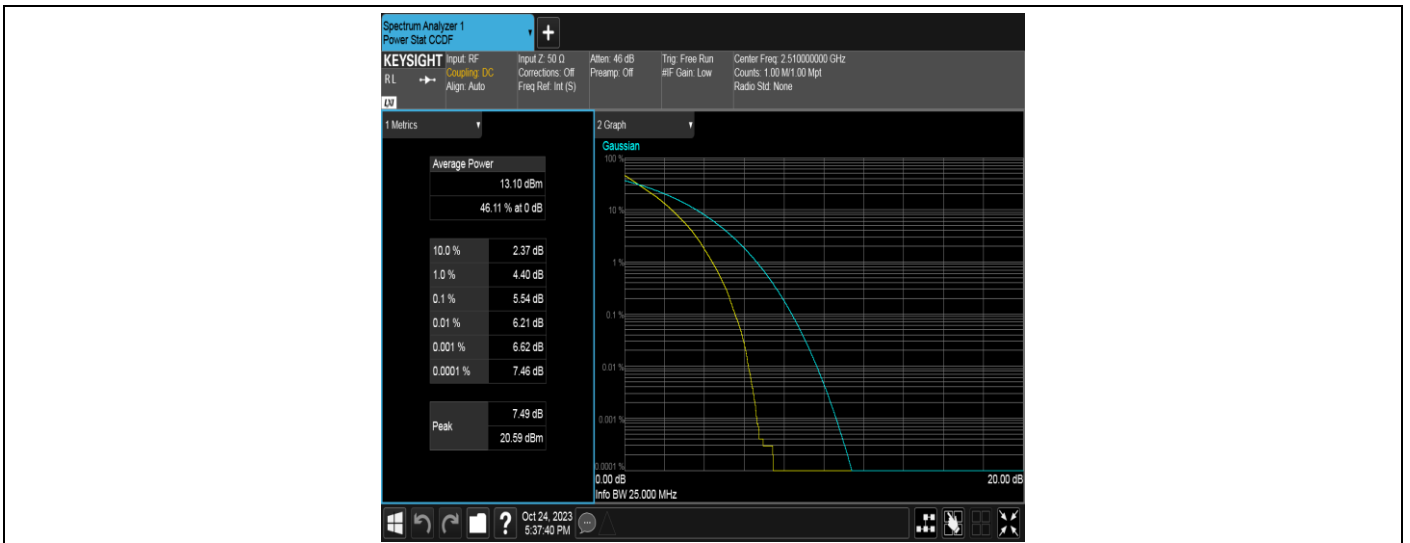 Spectrum Analyzer 1
Power Stat CCDF
+
KEYSIGHT
RL
LXI
Input: RF
Coupling: DC
Align: Auto
Input Z: 50 Ω
Corrections: Off
Freq Ref: Int (S)
Atten: 46 dB
Preamp: Off
Trig: Free Run
#IF Gain: Low
Center Freq: 2.510000000 GHz
Counts: 1.00 M/1.00 Mpt
Radio Std: None
1 Metrics
Average Power
13.10 dBm
46.11 % at 0 dB
10.0 % 2.37 dB
1.0 % 4.40 dB
0.1 % 5.54 dB
0.01 % 6.21 dB
0.001 % 6.62 dB
0.0001 % 7.46 dB
Peak
7.49 dB
20.59 dBm
2 Graph
Gaussian
100 %
10 %
1 %
0.1 %
0.01 %
0.001 %
0.0001 %
0.00 dB 20.00 dB
Info BW 25.000 MHz
?
Oct 24, 2023
5:37:40 PM